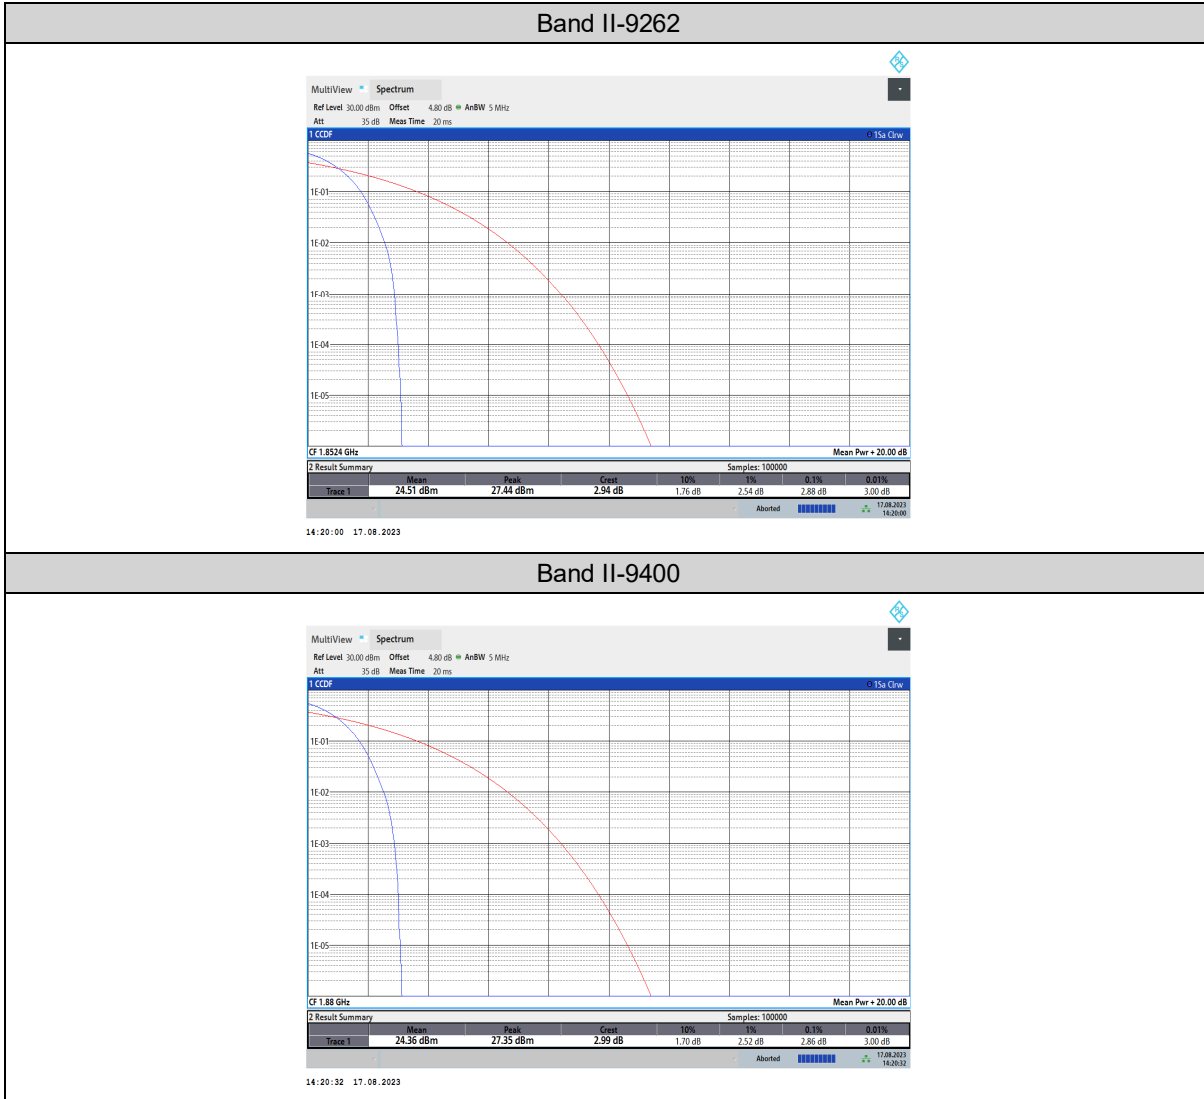 Band II-9262
MultiView Spectrum
Ref Level 30.00 dBm Offset 4.80 dB AnBW 5 MHz
Att 35 dB Meas Time 20 ms
1 CCDF 1Sa Clrw
1E-01
1E-02
1E-03
1E-04
1E-05
CF 1.8524 GHz Mean Pwr + 20.00 dB
2 Result Summary Samples: 100000
Mean Peak Crest 10% 1% 0.1% 0.01%
Trace 1 24.51 dBm 27.44 dBm 2.94 dB 1.76 dB 2.54 dB 2.88 dB 3.00 dB
Aborted 17.08.2023
14:20:00
14:20:00 17.08.2023
Band II-9400
MultiView Spectrum
Ref Level 30.00 dBm Offset 4.80 dB AnBW 5 MHz
Att 35 dB Meas Time 20 ms
1 CCDF 1Sa Clrw
1E-01
1E-02
1E-03
1E-04
1E-05
CF 1.88 GHz Mean Pwr + 20.00 dB
2 Result Summary Samples: 100000
Mean Peak Crest 10% 1% 0.1% 0.01%
Trace 1 24.36 dBm 27.35 dBm 2.99 dB 1.70 dB 2.52 dB 2.86 dB 3.00 dB
Aborted 17.08.2023
14:20:32
14:20:32 17.08.2023